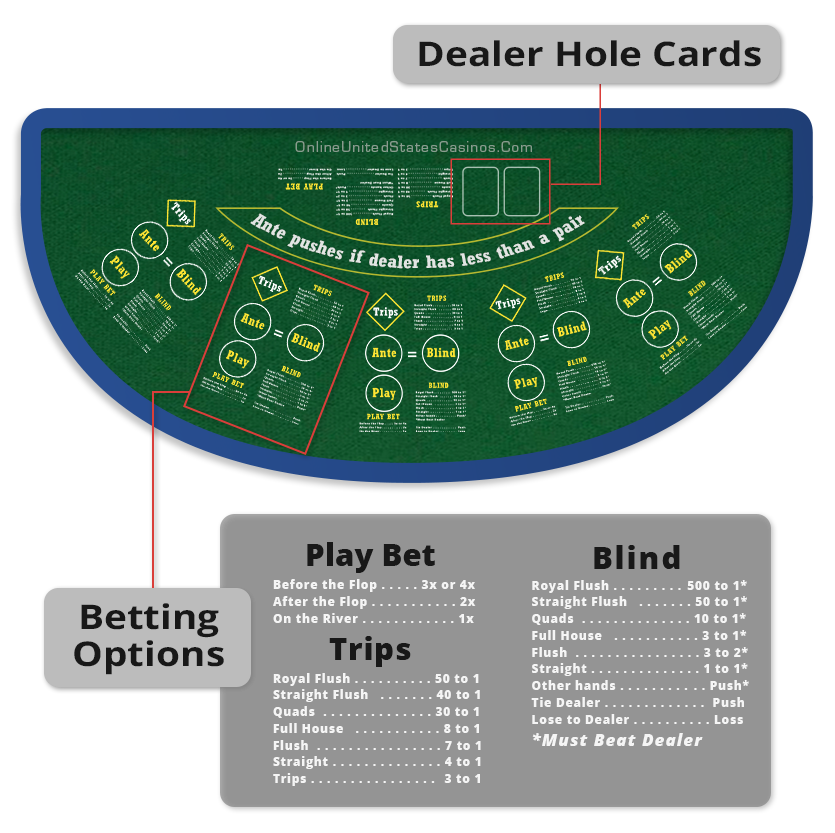 Dealer Hole Cards
OnlineUnitedStatesCasinos.Com
PLAY BET
TRIPS
BLIND
Ante pushes if dealer has less than a pair
Trips
Ante
=
Blind
Play
TRIPS
BLIND
PLAY BET
Trips
Ante
=
Blind
Play
TRIPS
BLIND
PLAY BET
Trips
Ante
=
Blind
Play
TRIPS
BLIND
PLAY BET
Trips
Ante
=
Blind
Play
TRIPS
BLIND
PLAY BET
Trips
Ante
=
Blind
Play
TRIPS
BLIND
PLAY BET
Betting
Options
Play Bet
Before the Flop . . . . . 3x or 4x
After the Flop . . . . . . . . . . . 2x
On the River . . . . . . . . . . . . 1x
Trips
Royal Flush . . . . . . . . . . 50 to 1
Straight Flush . . . . . . . 40 to 1
Quads . . . . . . . . . . . . . . 30 to 1
Full House . . . . . . . . . . . 8 to 1
Flush . . . . . . . . . . . . . . . . 7 to 1
Straight . . . . . . . . . . . . . . 4 to 1
Trips . . . . . . . . . . . . . . . . 3 to 1
Blind
Royal Flush . . . . . . . . . 500 to 1*
Straight Flush . . . . . . . 50 to 1*
Quads . . . . . . . . . . . . . . 10 to 1*
Full House . . . . . . . . . . . 3 to 1*
Flush . . . . . . . . . . . . . . . . 3 to 2*
Straight . . . . . . . . . . . . . . 1 to 1*
Other hands . . . . . . . . . . . Push*
Tie Dealer . . . . . . . . . . . . . Push
Lose to Dealer . . . . . . . . . . Loss
*Must Beat Dealer